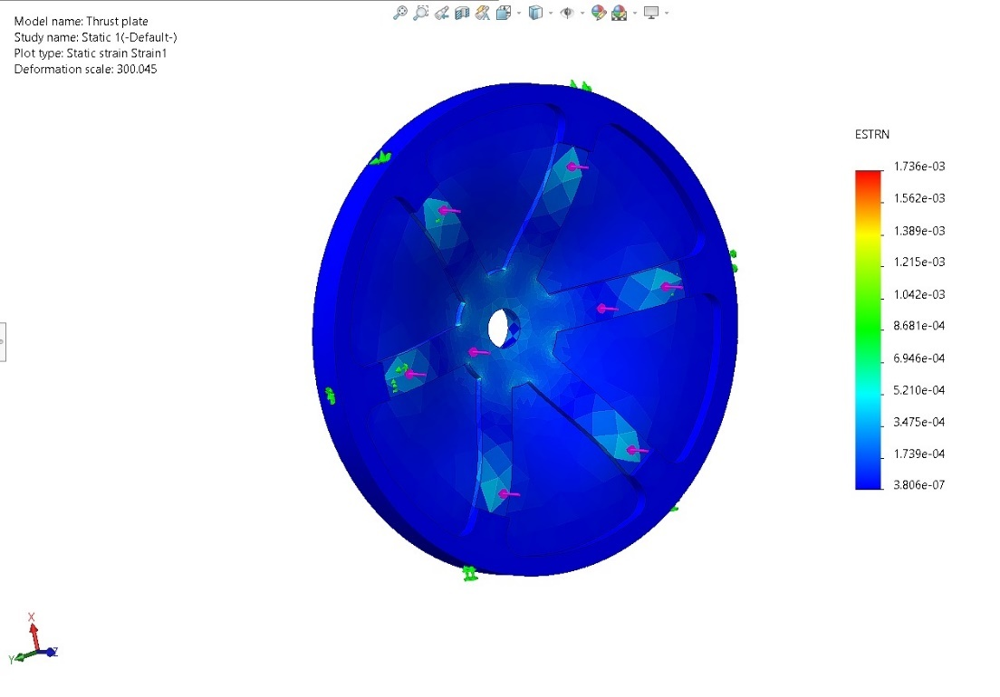 Model name: Thrust plate
Study name: Static 1(-Default-)
Plot type: Static strain Strain1
Deformation scale: 300.045
ESTRN
1.736e-03
1.562e-03
1.389e-03
1.215e-03
1.042e-03
8.681e-04
6.946e-04
5.210e-04
3.475e-04
1.739e-04
3.806e-07
X
Y
Z